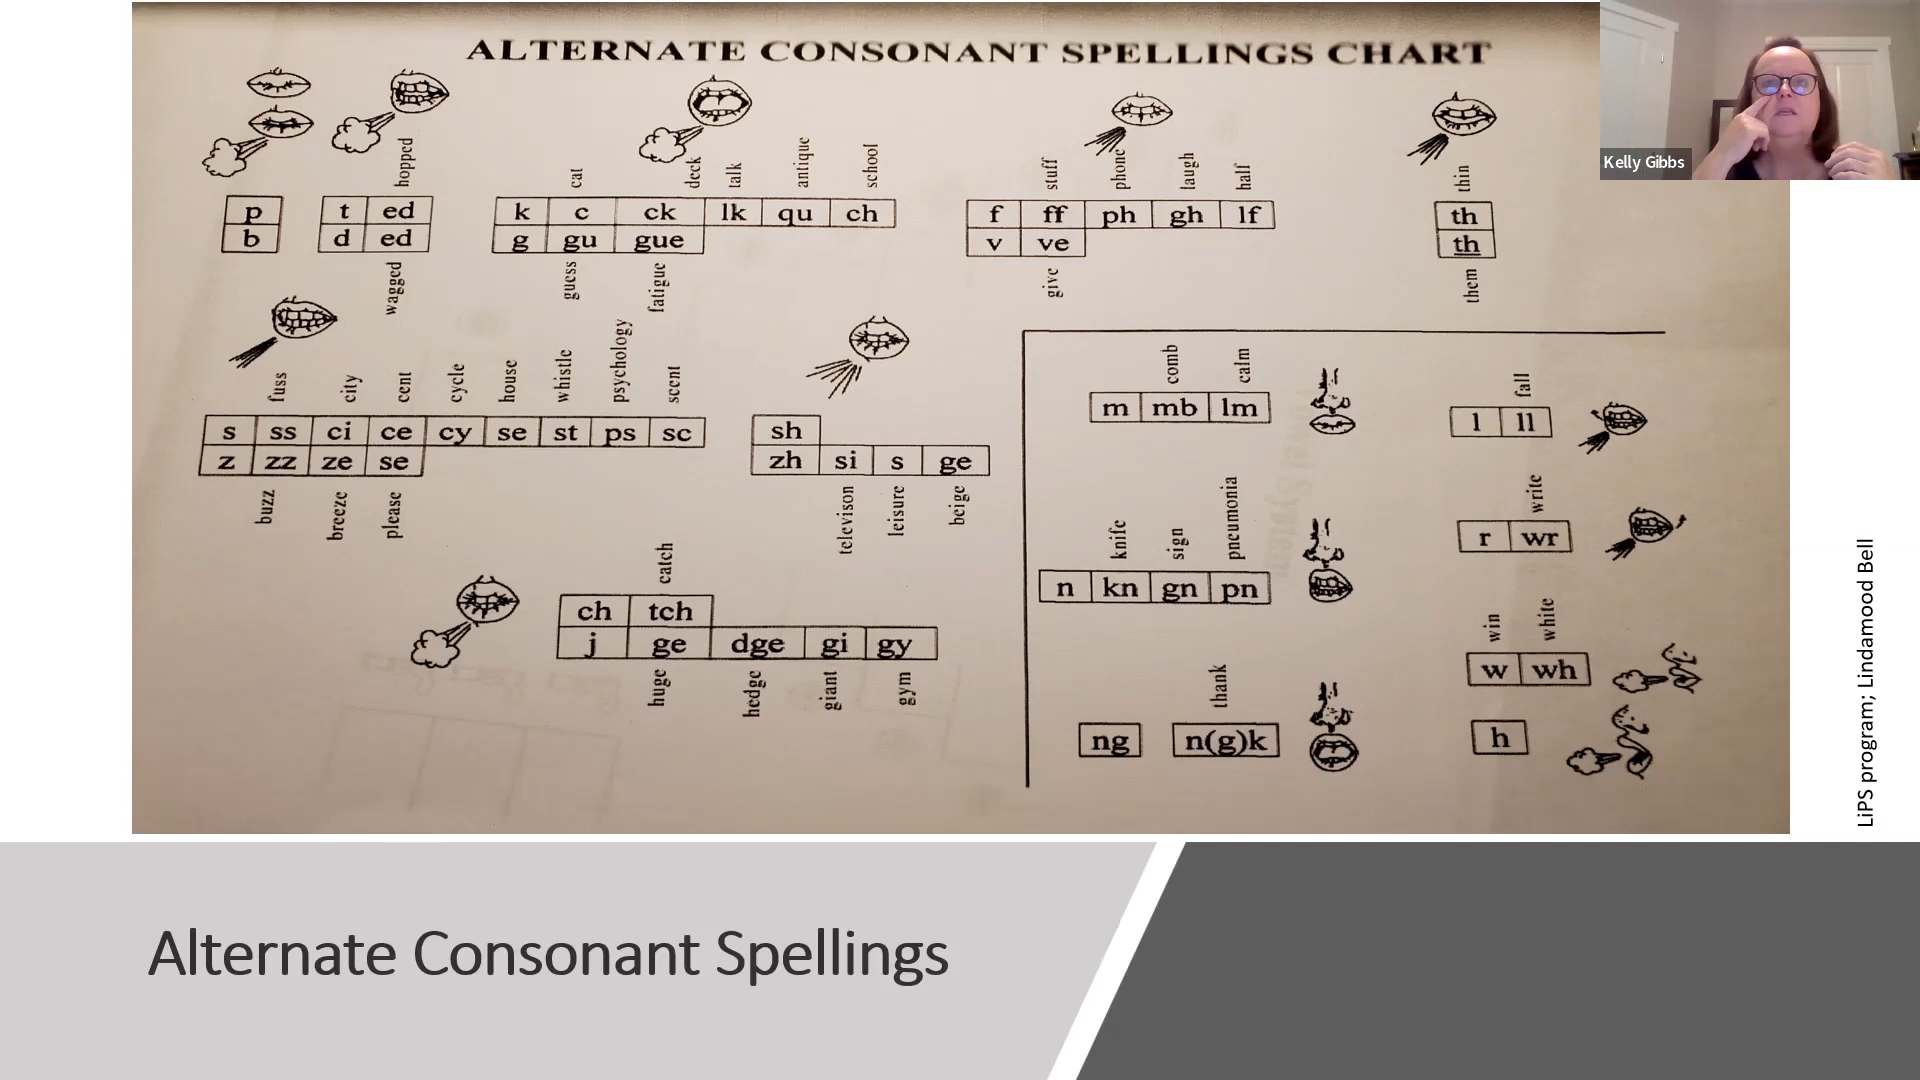 ALTERNATE CONSONANT SPELLINGS CHART
Kelly Gibbs
hopped
cat
deck
talk
antique
school
stuff
phone
laugh
half
thin
p
b
t ed
d ed
k c ck lk qu ch
g gu gue
f ff ph gh lf
v ve
th
th
wagged
guess
fatigue
give
them
fuss
city
cent
cycle
house
whistle
psychology
scent
s ss ci ce cy se st ps sc
z zz ze se
buzz
breeze
please
sh
zh si s ge
televison
leisure
beige
catch
ch tch
j ge dge gi gy
huge
hedge
giant
gym
comb
calm
m mb lm
knife
sign
pneumonia
n kn gn pn
thank
ng n(g)k
fall
l ll
write
r wr
win
white
w wh
h
LiPS program; Lindamood Bell
Alternate Consonant Spellings